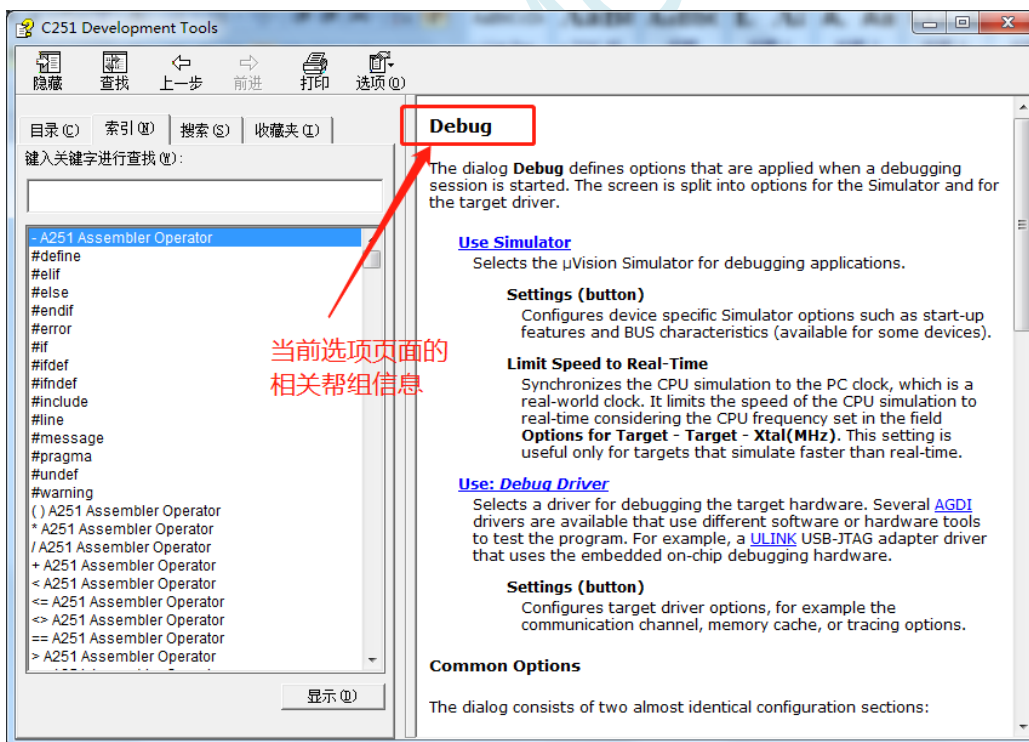 C251 Development Tools
隐藏 查找 上一步 前进 打印 选项(O)
目录(C) 索引(N) 搜索(S) 收藏夹(I)
键入关键字进行查找(W):
- A251 Assembler Operator
#define
#elif
#else
#endif
#error
#if
#ifdef
#ifndef
#include
#line
#message
#pragma
#undef
#warning
( ) A251 Assembler Operator
* A251 Assembler Operator
/ A251 Assembler Operator
+ A251 Assembler Operator
< A251 Assembler Operator
<= A251 Assembler Operator
<> A251 Assembler Operator
== A251 Assembler Operator
> A251 Assembler Operator
显示(D)
当前选项页面的
相关帮组信息
Debug
The dialog Debug defines options that are applied when a debugging
session is started. The screen is split into options for the Simulator and for
the target driver.
Use Simulator
Selects the µVision Simulator for debugging applications.
Settings (button)
Configures device specific Simulator options such as start-up
features and BUS characteristics (available for some devices).
Limit Speed to Real-Time
Synchronizes the CPU simulation to the PC clock, which is a
real-world clock. It limits the speed of the CPU simulation to
real-time considering the CPU frequency set in the field
Options for Target - Target - Xtal(MHz). This setting is
useful only for targets that simulate faster than real-time.
Use: Debug Driver
Selects a driver for debugging the target hardware. Several AGDI
drivers are available that use different software or hardware tools
to test the program. For example, a ULINK USB-JTAG adapter driver
that uses the embedded on-chip debugging hardware.
Settings (button)
Configures target driver options, for example the
communication channel, memory cache, or tracing options.
Common Options
The dialog consists of two almost identical configuration sections: